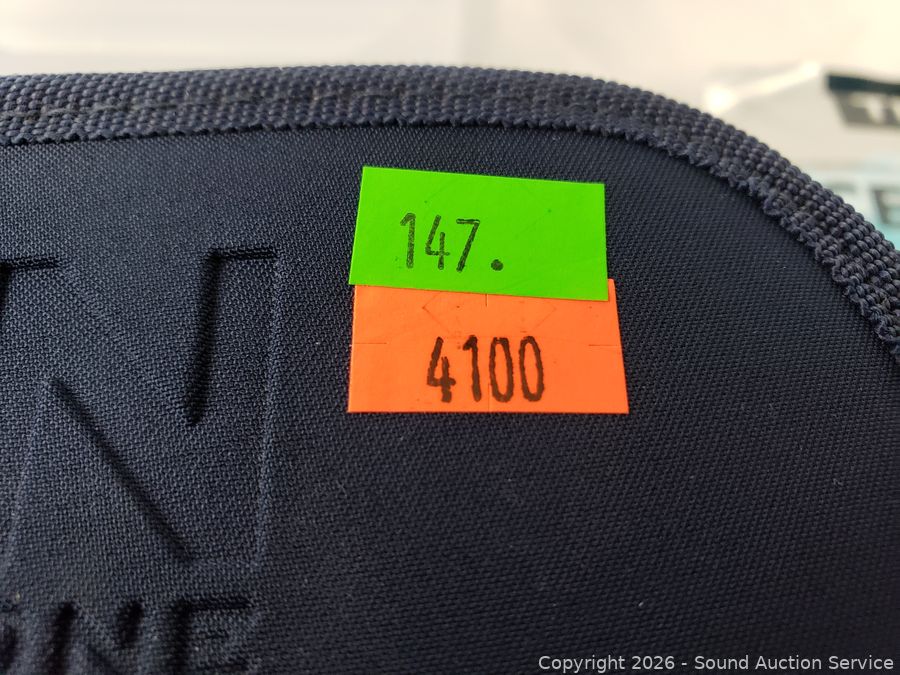 147.
4100
N
Copyright 2026 - Sound Auction Service